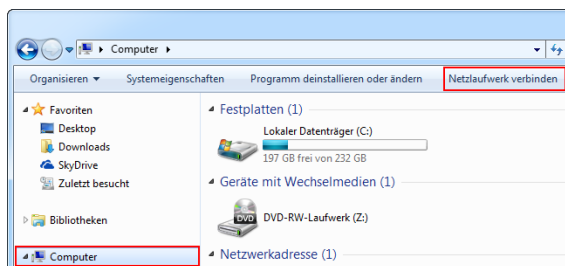 Computer
Organisieren Systemeigenschaften Programm deinstallieren oder ändern Netzlaufwerk verbinden
Favoriten
Desktop
Downloads
SkyDrive
Zuletzt besucht
Bibliotheken
Computer
Festplatten (1)
Lokaler Datenträger (C:)
197 GB frei von 232 GB
Geräte mit Wechselmedien (1)
DVD
DVD-RW-Laufwerk (Z:)
Netzwerkadresse (1)